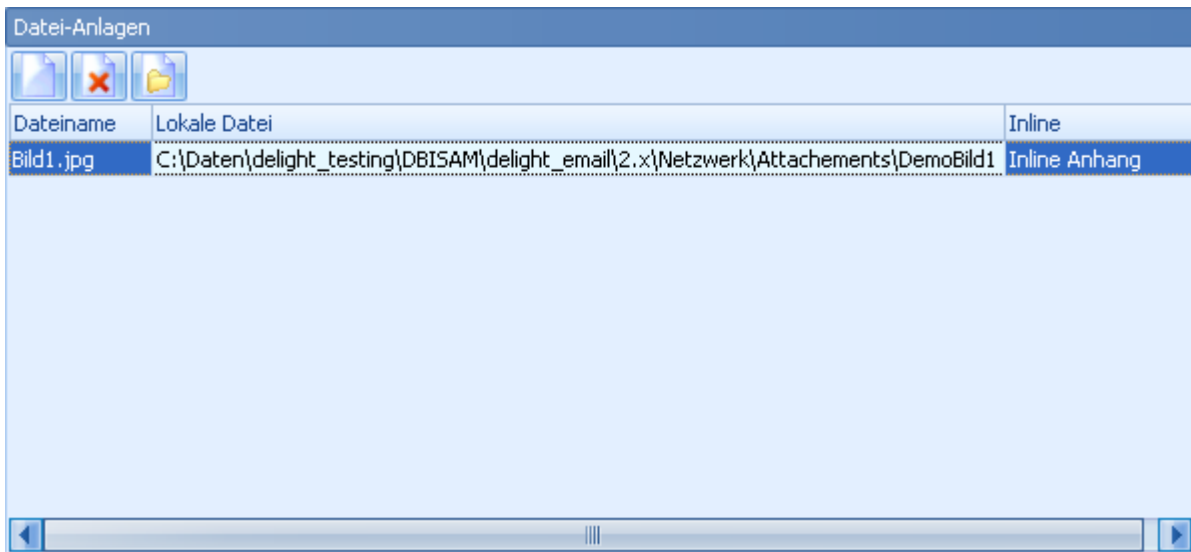 Datei-Anlagen
Dateiname Lokale Datei Inline
Bild1.jpg C:\Daten\delight_testing\DBISAM\delight_email\2.x\Netzwerk\Attachements\DemoBild1 Inline Anhang